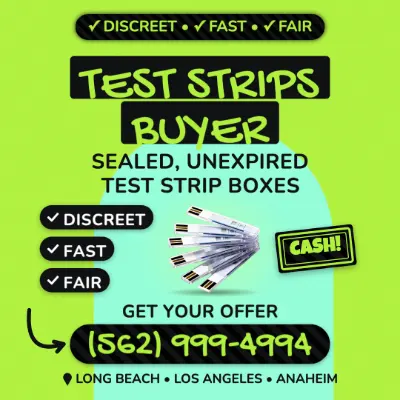 ✓ DISCREET • ✓ FAST • ✓ FAIR
TEST STRIPS
BUYER
SEALED, UNEXPIRED
TEST STRIP BOXES
✓ DISCREET
✓ FAST
✓ FAIR
CASH!
GET YOUR OFFER
(562) 999-4994
LONG BEACH • LOS ANGELES • ANAHEIM